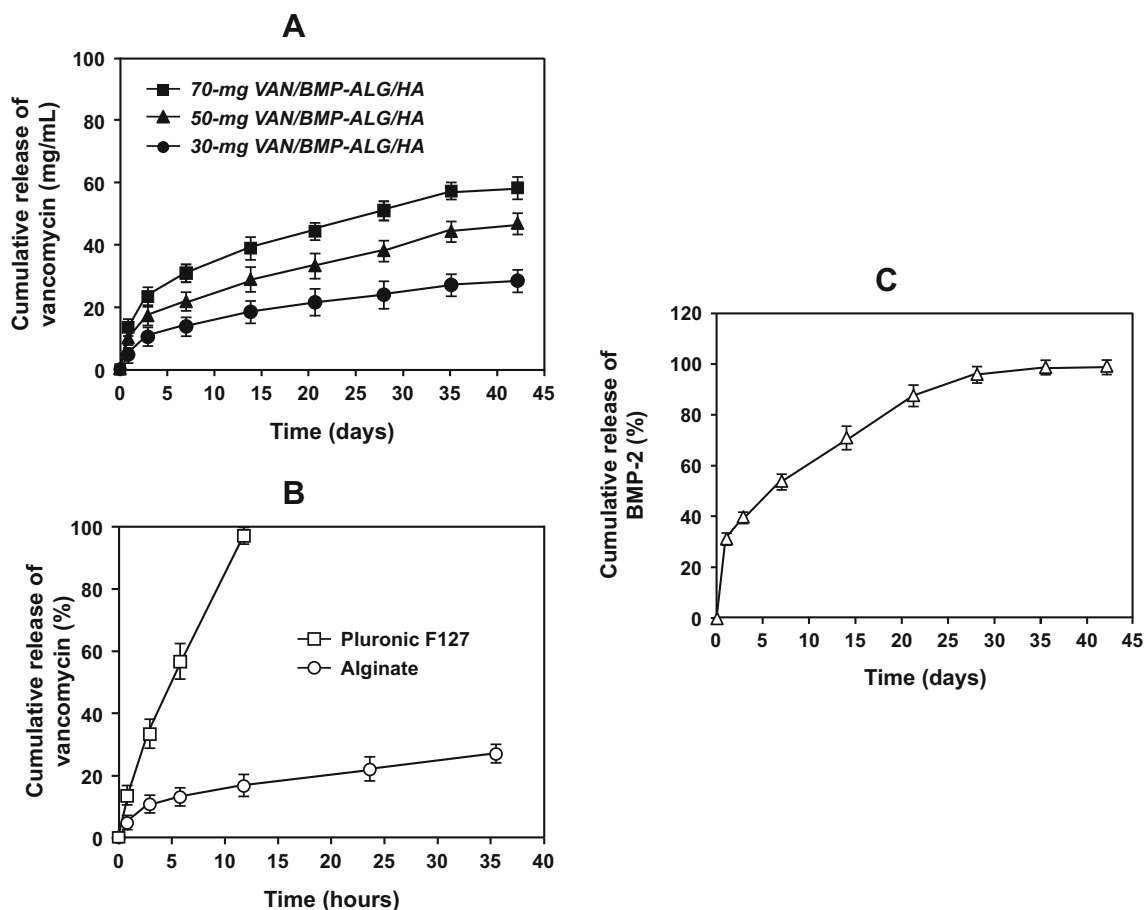 A
Cumulative release of
vancomycin (mg/mL)
100
80
60
40
20
0
70-mg VAN/BMP-ALG/HA
50-mg VAN/BMP-ALG/HA
30-mg VAN/BMP-ALG/HA
0 5 10 15 20 25 30 35 40 45
Time (days)
B
Cumulative release of
vancomycin (%)
100
80
60
40
20
0
Pluronic F127
Alginate
0 5 10 15 20 25 30 35 40
Time (hours)
C
Cumulative release of
BMP-2 (%)
120
100
80
60
40
20
0
0 5 10 15 20 25 30 35 40 45
Time (days)